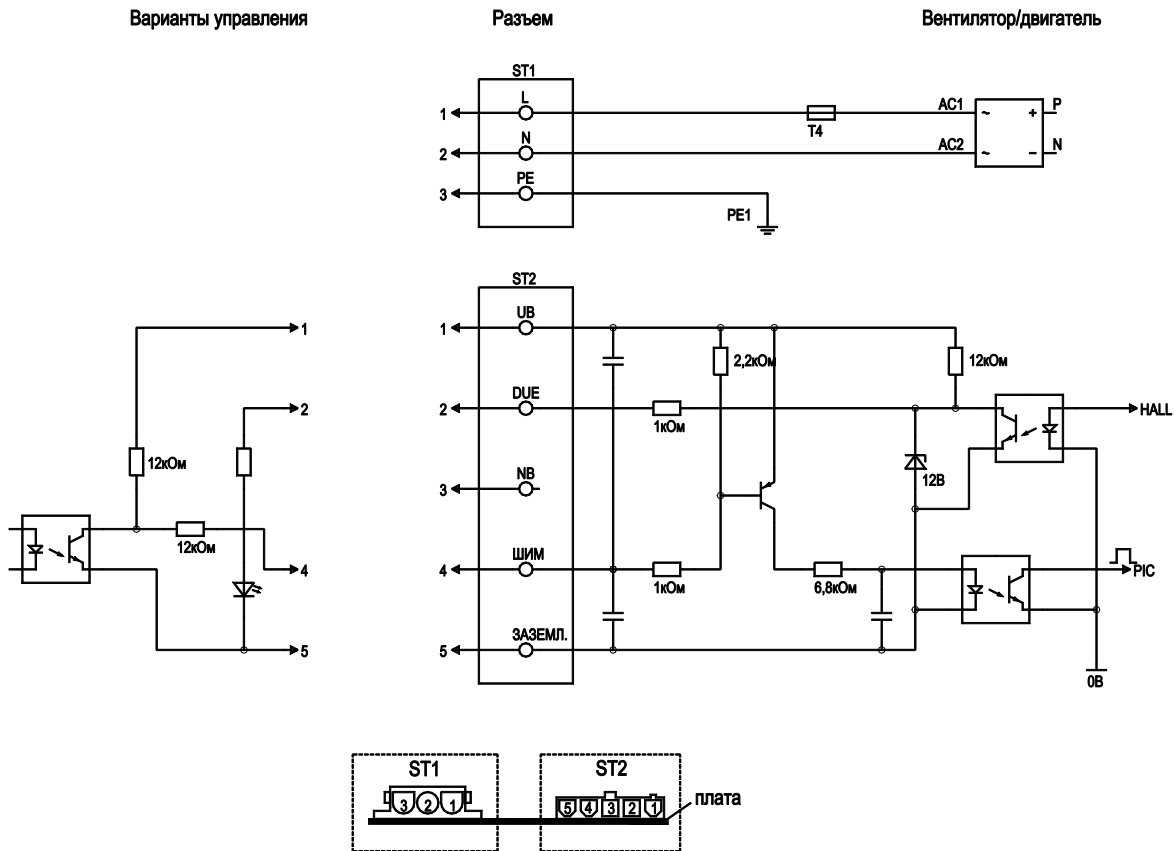 Варианты управления
Разъем
Вентилятор/двигатель
ST1
1
L
T4
AC1
~
+
P
2
N
AC2
~
−
N
3
PE
PE1
ST2
1
1
UB
2,2кОм
12кОм
2
2
DUE
1кОм
HALL
12кОм
3
NB
12В
12кОм
4
4
ШИМ
1кОм
6,8кОм
PIC
5
5
ЗАЗЕМЛ.
0В
ST1
ST2
3 2 1
5 4 3 2 1
плата